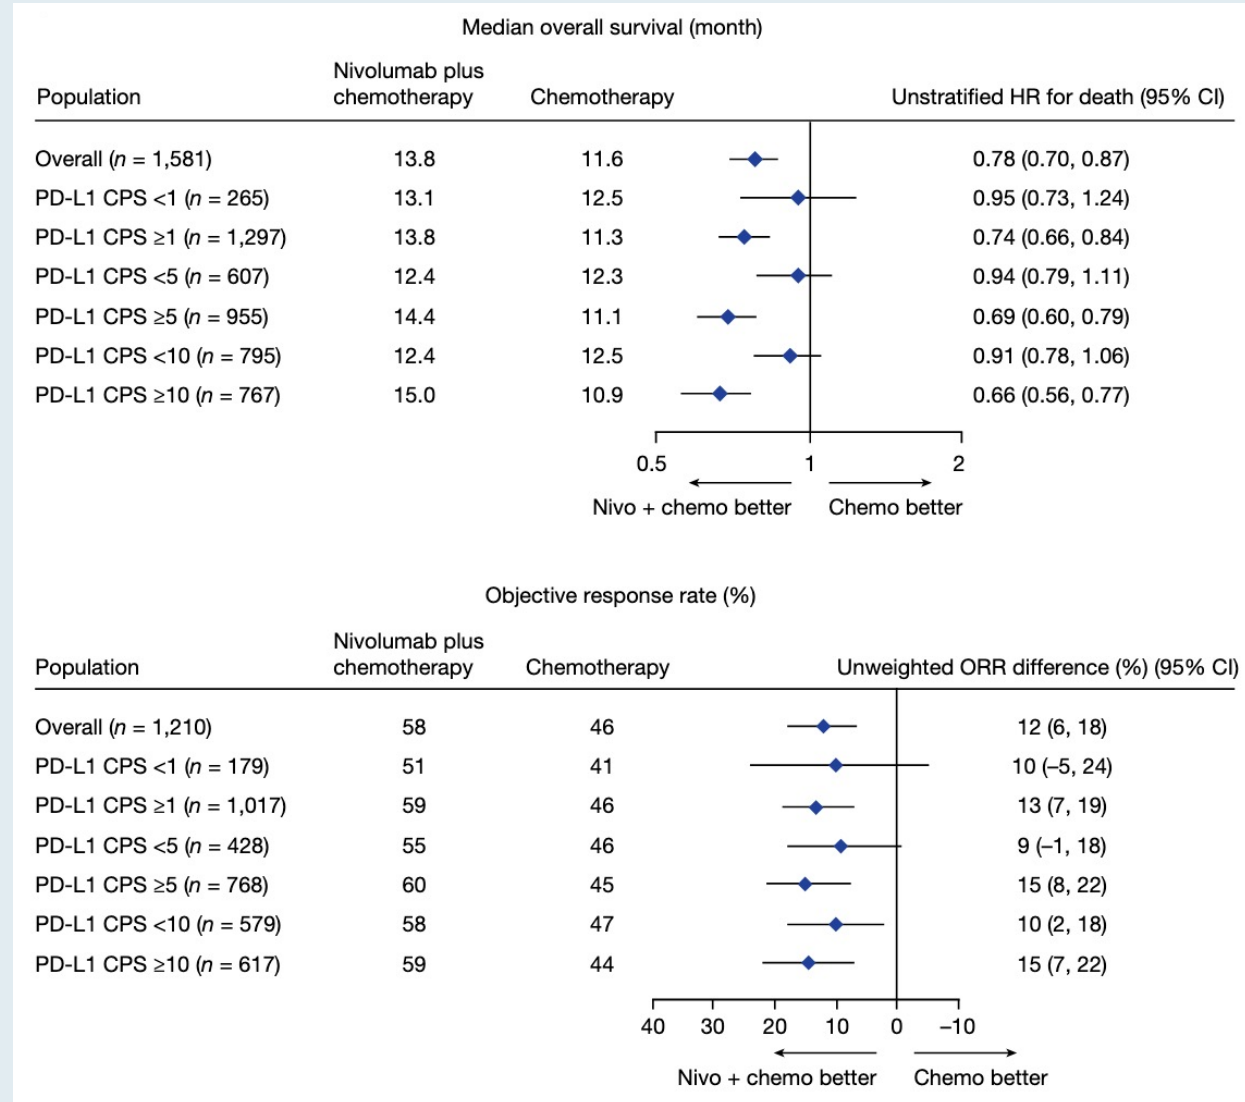 Median overall survival (month)
Nivolumab plus
Population chemotherapy Chemotherapy Unstratified HR for death (95% CI)
Overall (n = 1,581) 13.8 11.6 0.78 (0.70, 0.87)
PD-L1 CPS <1 (n = 265) 13.1 12.5 0.95 (0.73, 1.24)
PD-L1 CPS ≥1 (n = 1,297) 13.8 11.3 0.74 (0.66, 0.84)
PD-L1 CPS <5 (n = 607) 12.4 12.3 0.94 (0.79, 1.11)
PD-L1 CPS ≥5 (n = 955) 14.4 11.1 0.69 (0.60, 0.79)
PD-L1 CPS <10 (n = 795) 12.4 12.5 0.91 (0.78, 1.06)
PD-L1 CPS ≥10 (n = 767) 15.0 10.9 0.66 (0.56, 0.77)
0.5 1 2
Nivo + chemo better Chemo better
Objective response rate (%)
Nivolumab plus
Population chemotherapy Chemotherapy Unweighted ORR difference (%) (95% CI)
Overall (n = 1,210) 58 46 12 (6, 18)
PD-L1 CPS <1 (n = 179) 51 41 10 (–5, 24)
PD-L1 CPS ≥1 (n = 1,017) 59 46 13 (7, 19)
PD-L1 CPS <5 (n = 428) 55 46 9 (–1, 18)
PD-L1 CPS ≥5 (n = 768) 60 45 15 (8, 22)
PD-L1 CPS <10 (n = 579) 58 47 10 (2, 18)
PD-L1 CPS ≥10 (n = 617) 59 44 15 (7, 22)
40 30 20 10 0 –10
Nivo + chemo better Chemo better